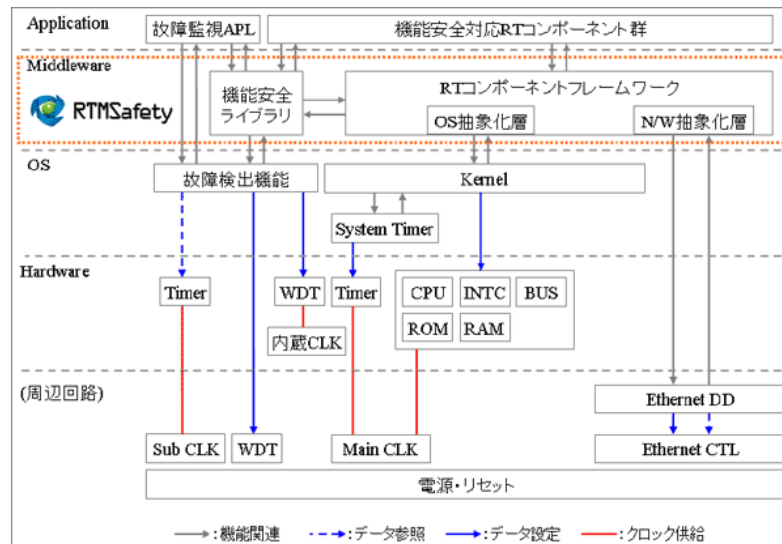 Application
故障監視APL
機能安全対応RTコンポーネント群
Middleware
RTMSafety
機能安全
ライブラリ
RTコンポーネントフレームワーク
OS抽象化層
N/W抽象化層
OS
故障検出機能
Kernel
System Timer
Hardware
Timer
WDT
Timer
CPU
INTC
BUS
ROM
RAM
内蔵CLK
(周辺回路)
Ethernet DD
Sub CLK
WDT
Main CLK
Ethernet CTL
電源・リセット
:機能関連
:データ参照
:データ設定
:クロック供給